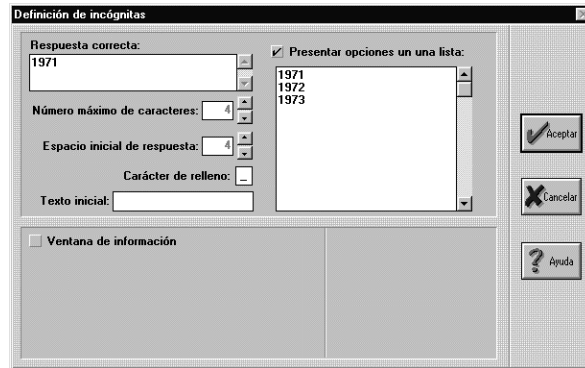 Definición de incógnitas
Respuesta correcta:
1971
Número máximo de caracteres: 4
Espacio inicial de respuesta: 4
Carácter de relleno: _
Texto inicial:
Presentar opciones un una lista:
1971
1972
1973
Ventana de información
Aceptar
Cancelar
Ayuda